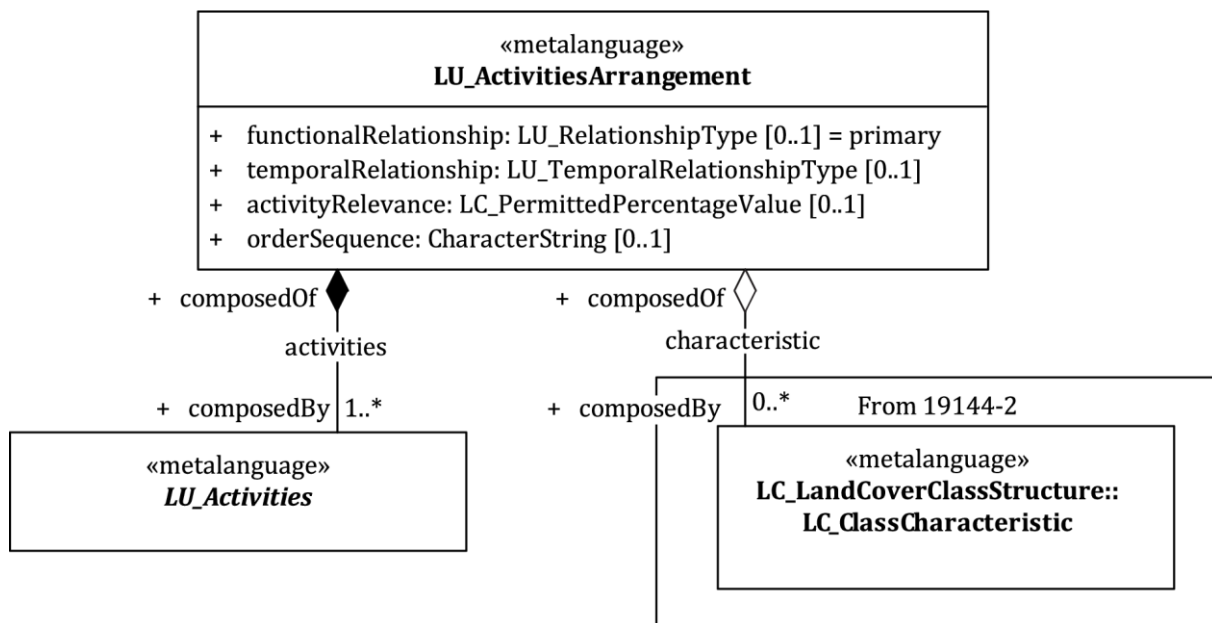 «metalanguage»
LU_ActivitiesArrangement
+ functionalRelationship: LU_RelationshipType [0..1] = primary
+ temporalRelationship: LU_TemporalRelationshipType [0..1]
+ activityRelevance: LC_PermittedPercentageValue [0..1]
+ orderSequence: CharacterString [0..1]
+ composedOf
+ composedOf
activities
characteristic
+ composedBy 1..*
+ composedBy 0..*
From 19144-2
«metalanguage»
LU_Activities
«metalanguage»
LC_LandCoverClassStructure::
LC_ClassCharacteristic